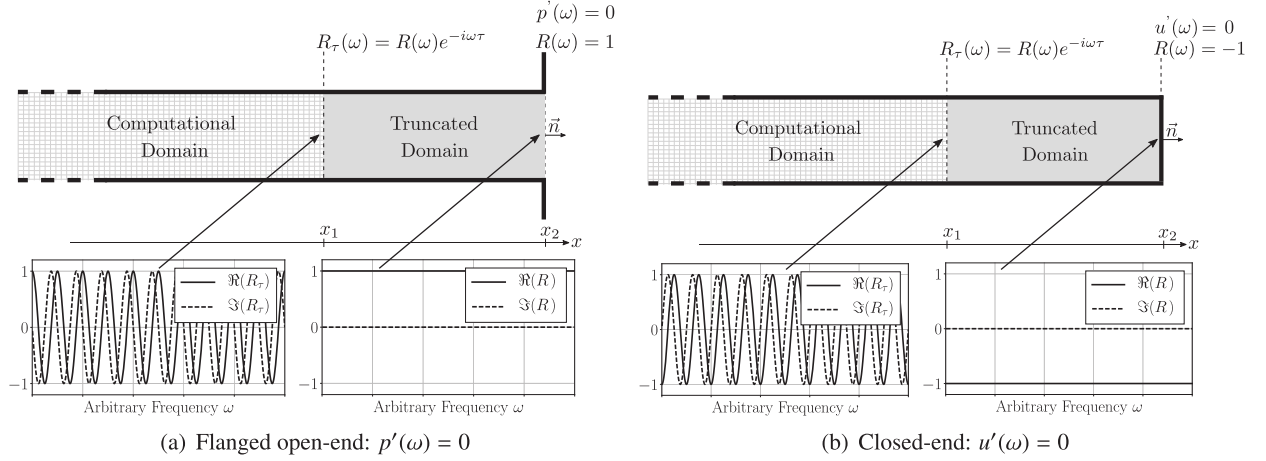 p'(ω) = 0
R_τ(ω) = R(ω)e^{-iωτ}
R(ω) = 1
Computational
Domain
Truncated
Domain
n⃗
x_1
x_2
x
1
0
−1
ℜ(R_τ)
ℑ(R_τ)
Arbitrary Frequency ω
1
0
−1
ℜ(R)
ℑ(R)
Arbitrary Frequency ω
(a) Flanged open-end: p′(ω) = 0
u'(ω) = 0
R_τ(ω) = R(ω)e^{-iωτ}
R(ω) = −1
Computational
Domain
Truncated
Domain
n⃗
x_1
x_2
x
1
0
−1
ℜ(R_τ)
ℑ(R_τ)
Arbitrary Frequency ω
1
0
−1
ℜ(R)
ℑ(R)
Arbitrary Frequency ω
(b) Closed-end: u′(ω) = 0